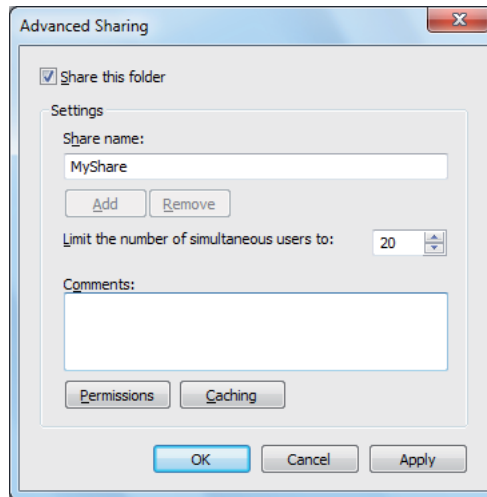 Advanced Sharing
Share this folder
Settings
Share name:
MyShare
Add Remove
Limit the number of simultaneous users to: 20
Comments:
Permissions Caching
OK Cancel Apply